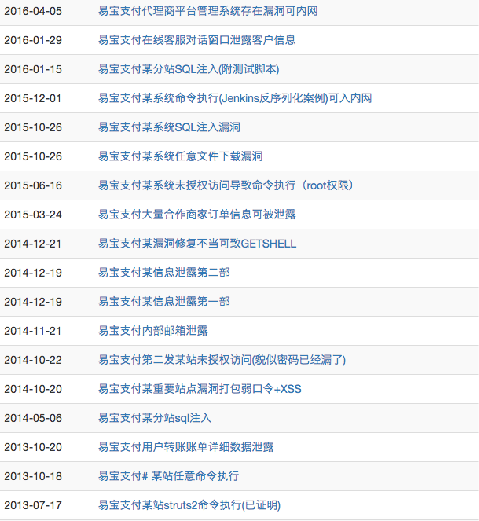 2016-04-05 易宝支付代理商平台管理系统存在漏洞可内网
2016-01-29 易宝支付在线客服对话窗口泄露客户信息
2016-01-15 易宝支付某分站SQL注入(附测试脚本)
2015-12-01 易宝支付某系统命令执行(Jenkins反序列化案例)可入内网
2015-10-26 易宝支付某系统SQL注入漏洞
2015-10-26 易宝支付某系统任意文件下载漏洞
2015-06-16 易宝支付某系统未授权访问导致命令执行（root权限）
2015-03-24 易宝支付大量合作商家订单信息可被泄露
2014-12-21 易宝支付某漏洞修复不当可致GETSHELL
2014-12-19 易宝支付某信息泄露第二部
2014-12-19 易宝支付某信息泄露第一部
2014-11-21 易宝支付内部邮箱泄露
2014-10-22 易宝支付第二发某站未授权访问(貌似密码已经漏了)
2014-10-20 易宝支付某重要站点漏洞打包弱口令+XSS
2014-05-06 易宝支付某分站sql注入
2013-10-20 易宝支付用户转账账单详细数据泄露
2013-10-18 易宝支付# 某站任意命令执行
2013-07-17 易宝支付某站struts2命令执行(已证明)